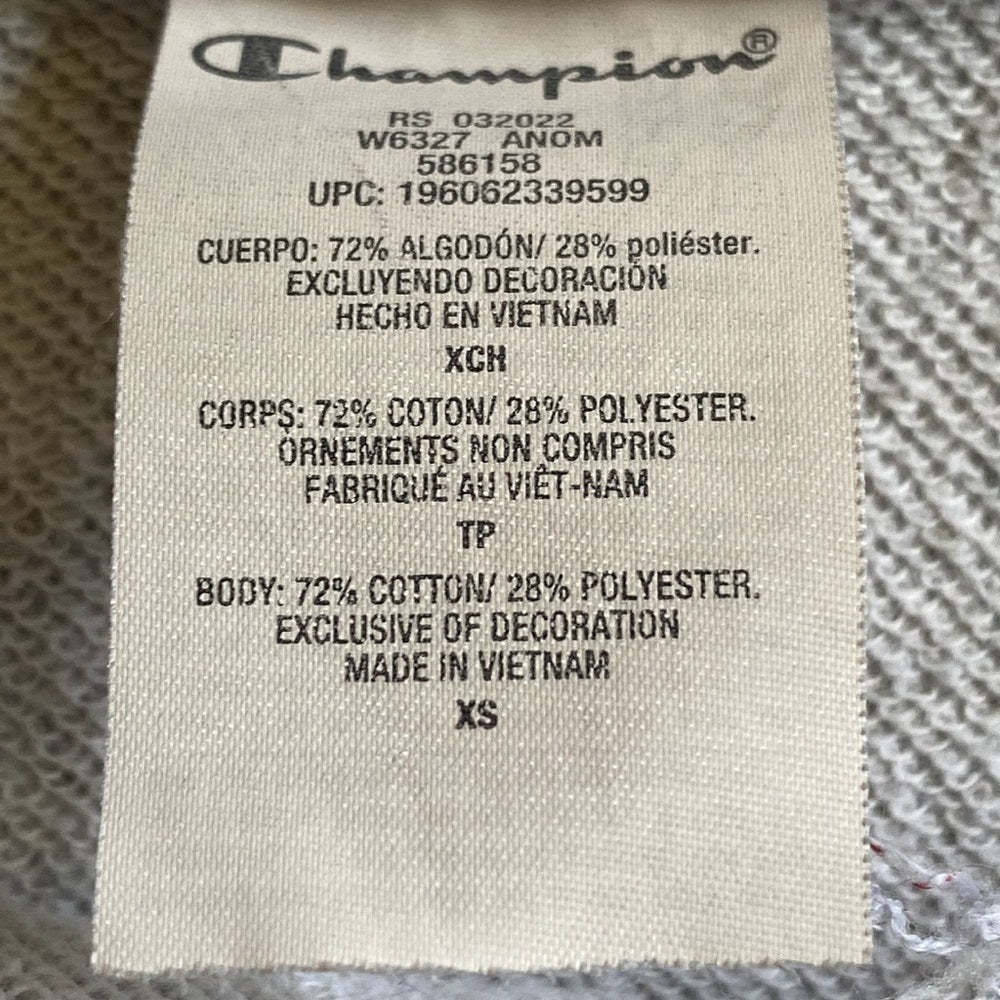 Champion®
RS 032022
W6327 ANOM
586158
UPC: 196062339599
CUERPO: 72% ALGODÓN/ 28% poliéster.
EXCLUYENDO DECORACIÓN
HECHO EN VIETNAM
XCH
CORPS: 72% COTON/ 28% POLYESTER.
ORNEMENTS NON COMPRIS
FABRIQUÉ AU VIÊT-NAM
TP
BODY: 72% COTTON/ 28% POLYESTER.
EXCLUSIVE OF DECORATION
MADE IN VIETNAM
XS